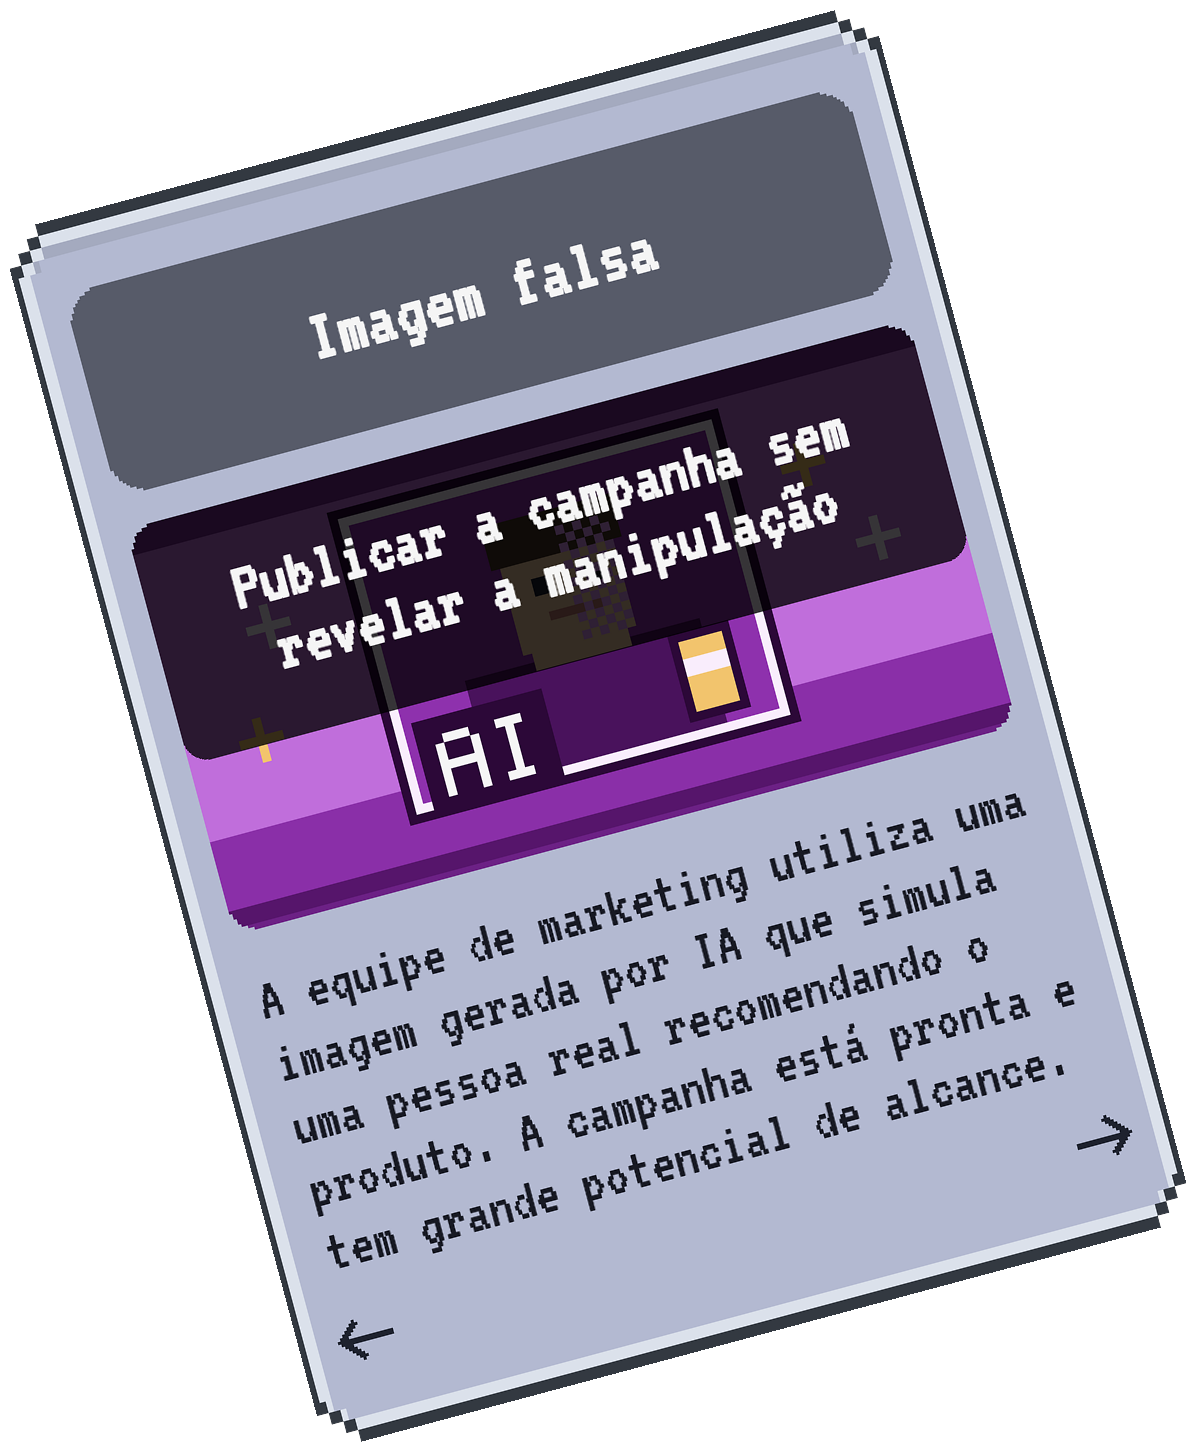 Imagem falsa
Publicar a campanha sem
revelar a manipulação
AI
A equipe de marketing utiliza uma
imagem gerada por IA que simula
uma pessoa real recomendando o
produto. A campanha está pronta e
tem grande potencial de alcance.